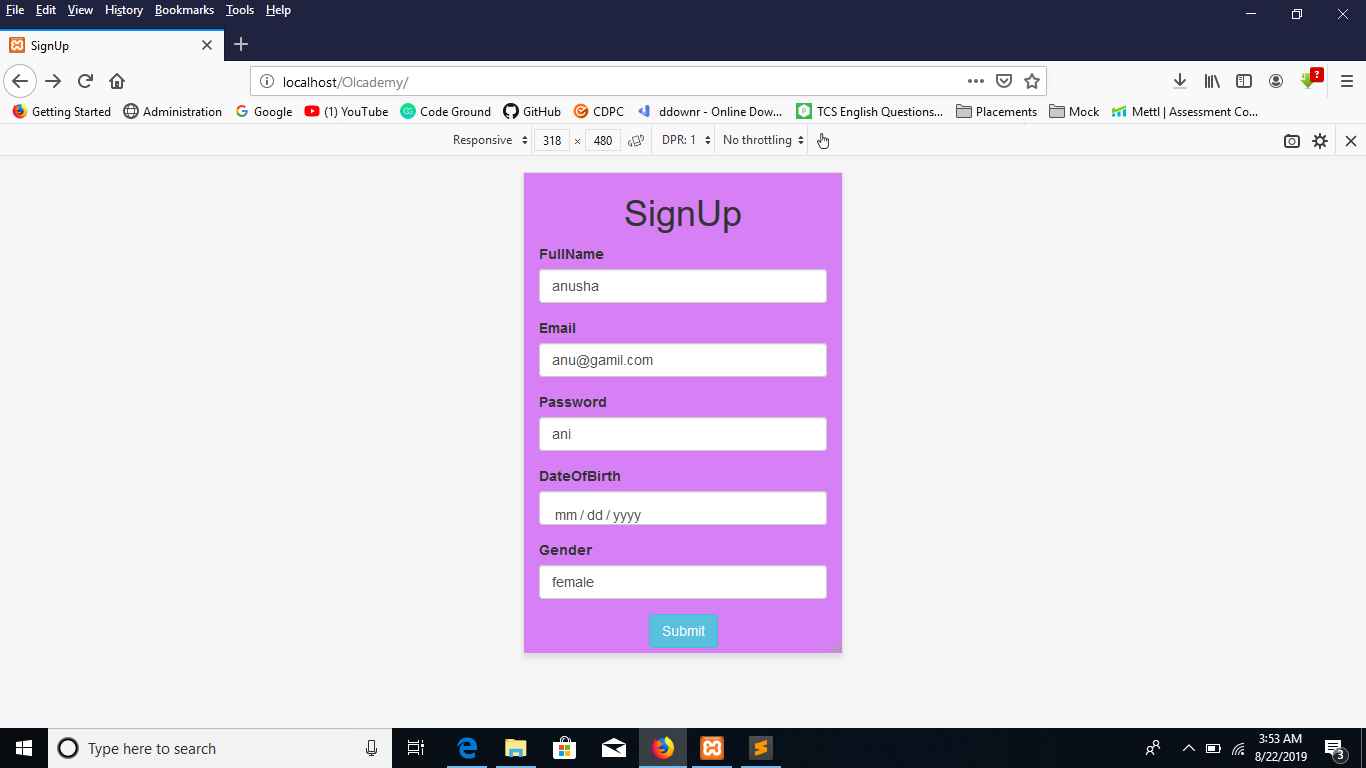 File Edit View History Bookmarks Tools Help
SignUp
localhost/Olcademy/
Getting Started Administration Google (1) YouTube Code Ground GitHub CDPC ddownr - Online Dow... TCS English Questions... Placements Mock Mettl | Assessment Co...
Responsive 318 × 480 DPR: 1 No throttling
SignUp
FullName
anusha
Email
anu@gamil.com
Password
ani
DateOfBirth
mm / dd / yyyy
Gender
female
Submit
Type here to search
3:53 AM
8/22/2019
3